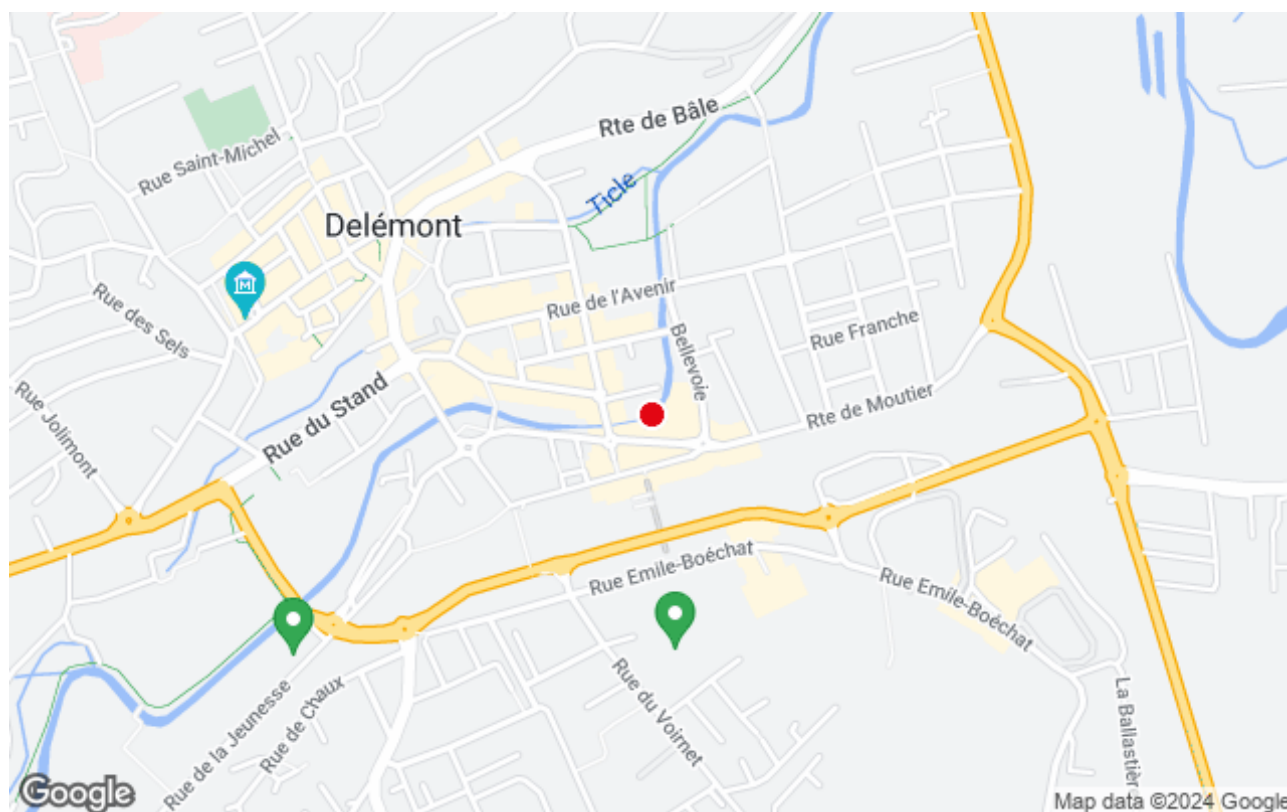 Rte de Bâle
Rue Saint-Michel
Ticle
Delémont
M
Rue de l'Avenir
Rue des Sels
Bellevoie
Rue Franche
Rue du Stand
Rue Jolimont
Rte de Moutier
Rue Emile-Boéchat
Rue Emile-Boéchat
Rue du Voirnet
Rue de Chaux
Rue de la Jeunesse
La Ballastière
Google
Map data ©2024 Google